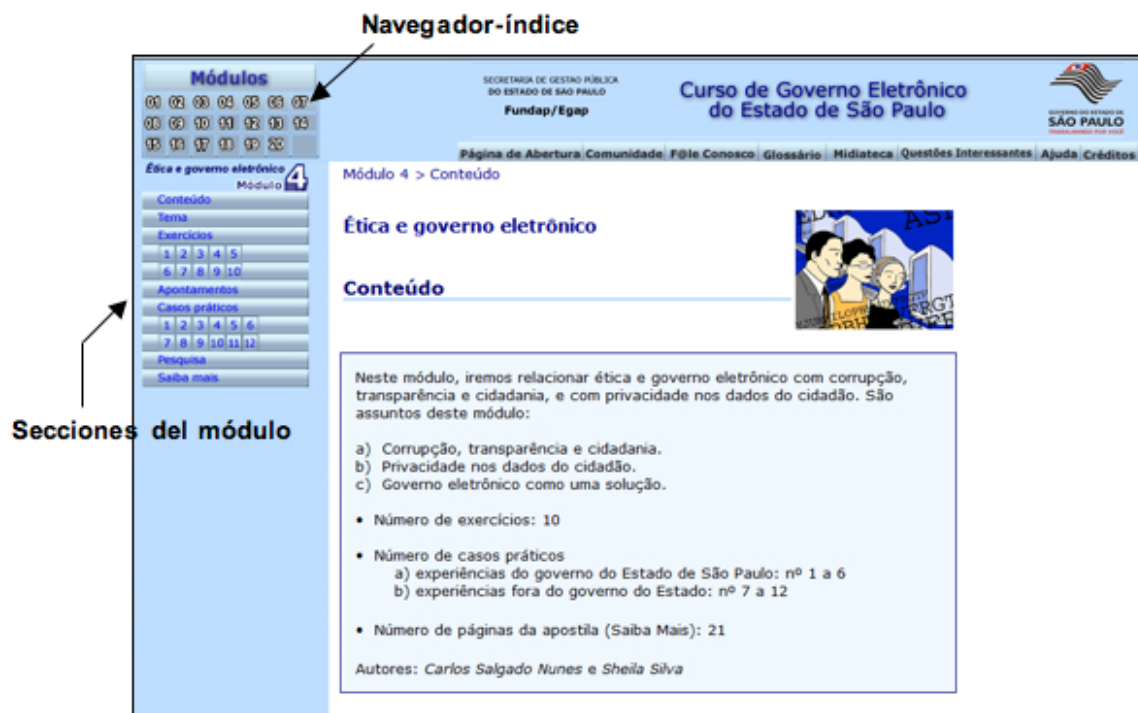 Navegador-índice
Módulos
01 02 03 04 05 06 07
08 09 10 11 12 13 14
15 16 17 18 19 20
SECRETARIA DE GESTAO PÚBLICA
DO ESTADO DE SAO PAULO
Fundap/Egap
Curso de Governo Eletrônico
do Estado de São Paulo
GOVERNO DO ESTADO DE
SÃO PAULO
TRABALHANDO POR VOCÊ
Página de Abertura Comunidade F@le Conosco Glossário Midiateca Questões Interessantes Ajuda Créditos
Ética e governo eletrônico
Módulo 4
Conteúdo
Tema
Exercícios
1 2 3 4 5
6 7 8 9 10
Apontamentos
Casos práticos
1 2 3 4 5 6
7 8 9 10 11 12
Pesquisa
Saiba mais
Secciones del módulo
Módulo 4 > Conteúdo
Ética e governo eletrônico
Conteúdo
Neste módulo, iremos relacionar ética e governo eletrônico com corrupção,
transparência e cidadania, e com privacidade nos dados do cidadão. São
assuntos deste módulo:
a) Corrupção, transparência e cidadania.
b) Privacidade nos dados do cidadão.
c) Governo eletrônico como uma solução.
• Número de exercícios: 10
• Número de casos práticos
a) experiências do governo do Estado de São Paulo: nº 1 a 6
b) experiências fora do governo do Estado: nº 7 a 12
• Número de páginas da apostila (Saiba Mais): 21
Autores: Carlos Salgado Nunes e Sheila Silva